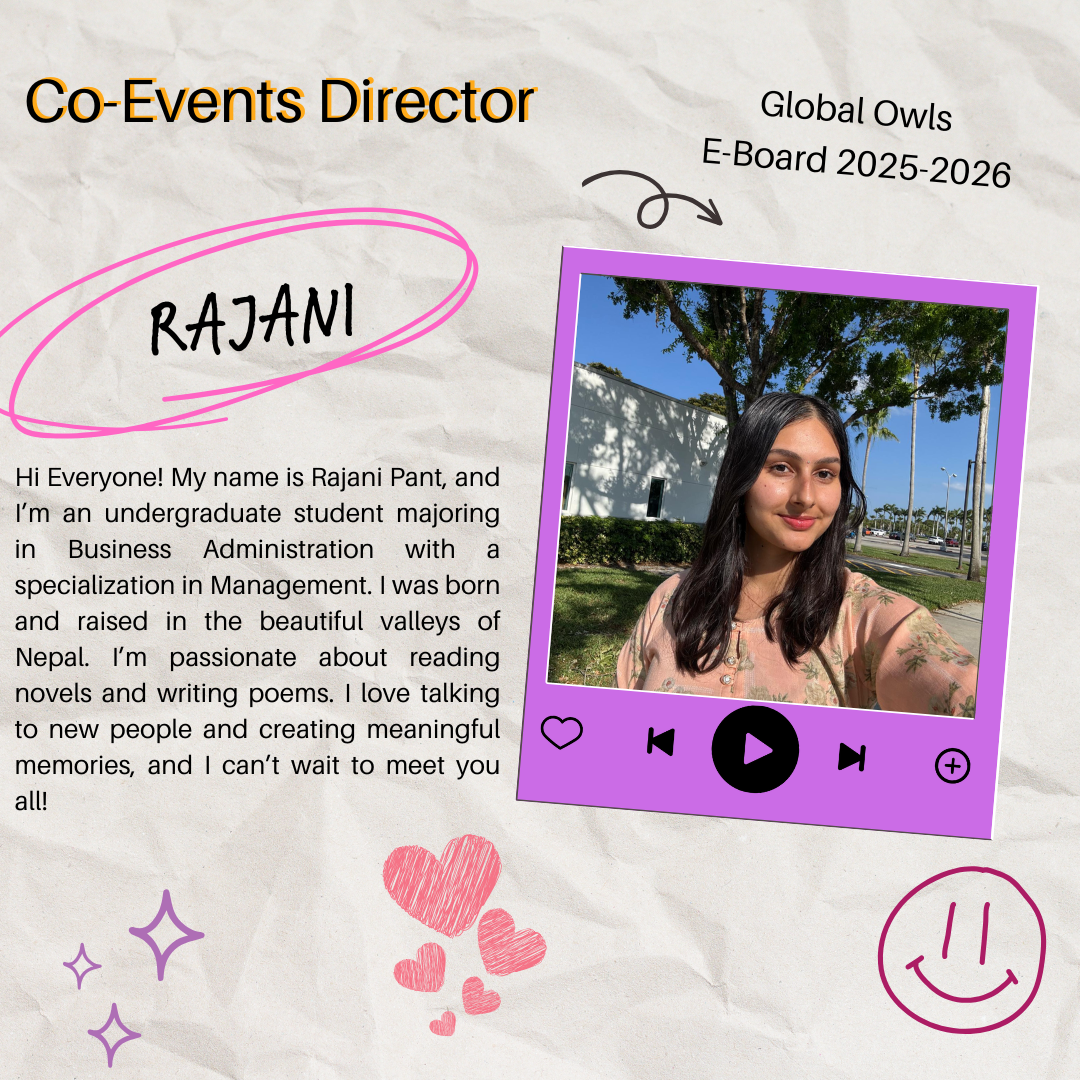 Co-Events Director
Global Owls
E-Board 2025-2026
RAJANI
Hi Everyone! My name is Rajani Pant, and
I’m an undergraduate student majoring
in Business Administration with a
specialization in Management. I was born
and raised in the beautiful valleys of
Nepal. I’m passionate about reading
novels and writing poems. I love talking
to new people and creating meaningful
memories, and I can’t wait to meet you
all!